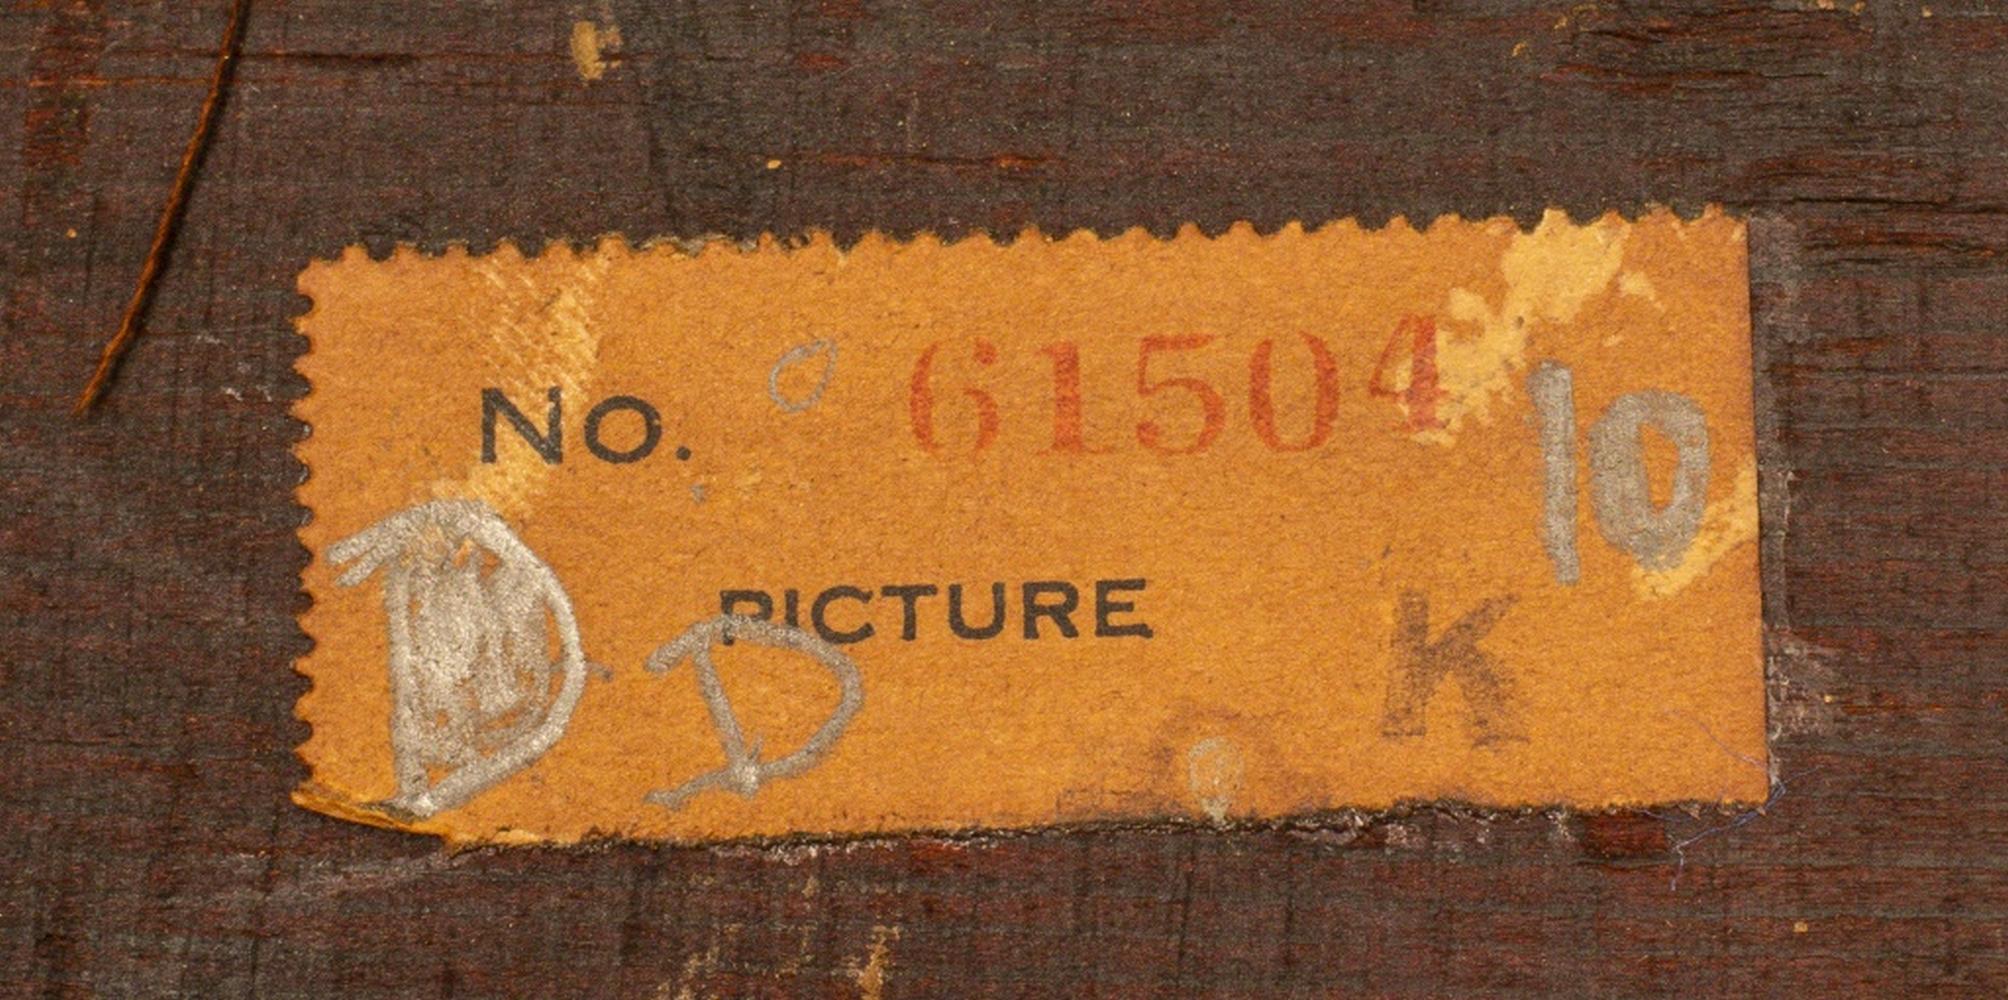 No. 61504
10
PICTURE
K
D D